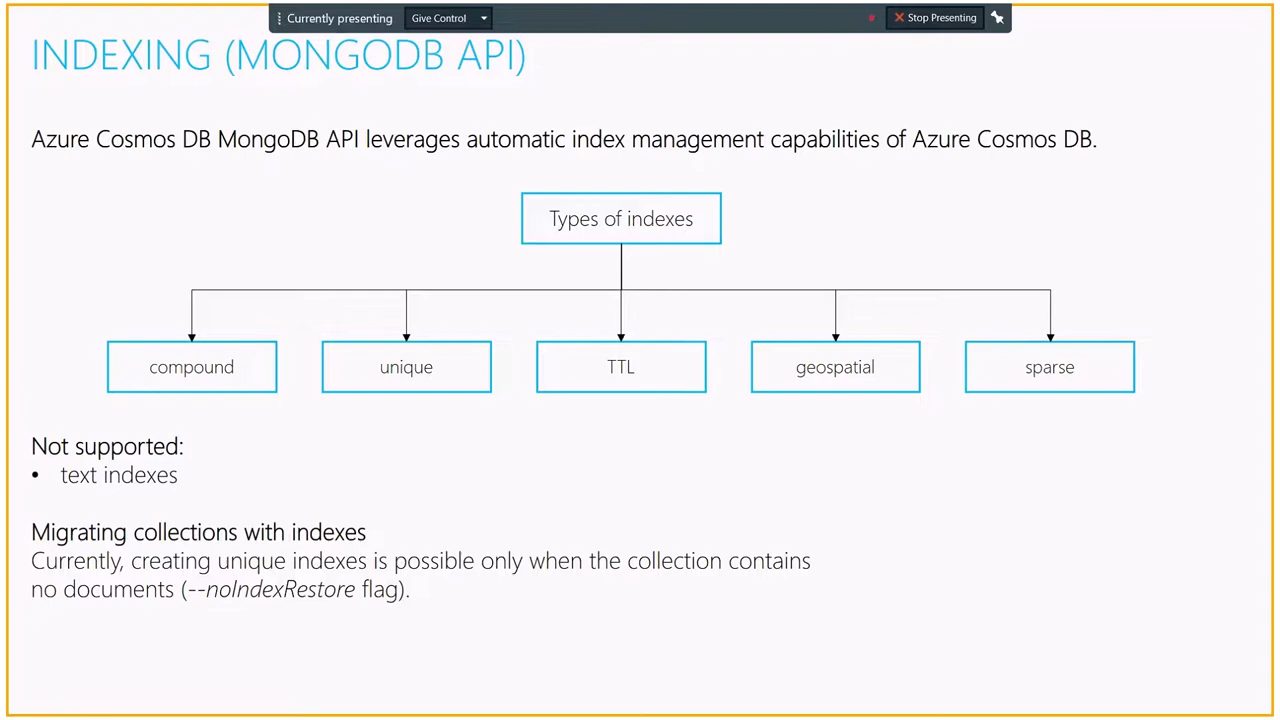 Currently presenting
Give Control
Stop Presenting
INDEXING (MONGODB API)
Azure Cosmos DB MongoDB API leverages automatic index management capabilities of Azure Cosmos DB.
Types of indexes
compound
unique
TTL
geospatial
sparse
Not supported:
• text indexes
Migrating collections with indexes
Currently, creating unique indexes is possible only when the collection contains
no documents (--noIndexRestore flag).